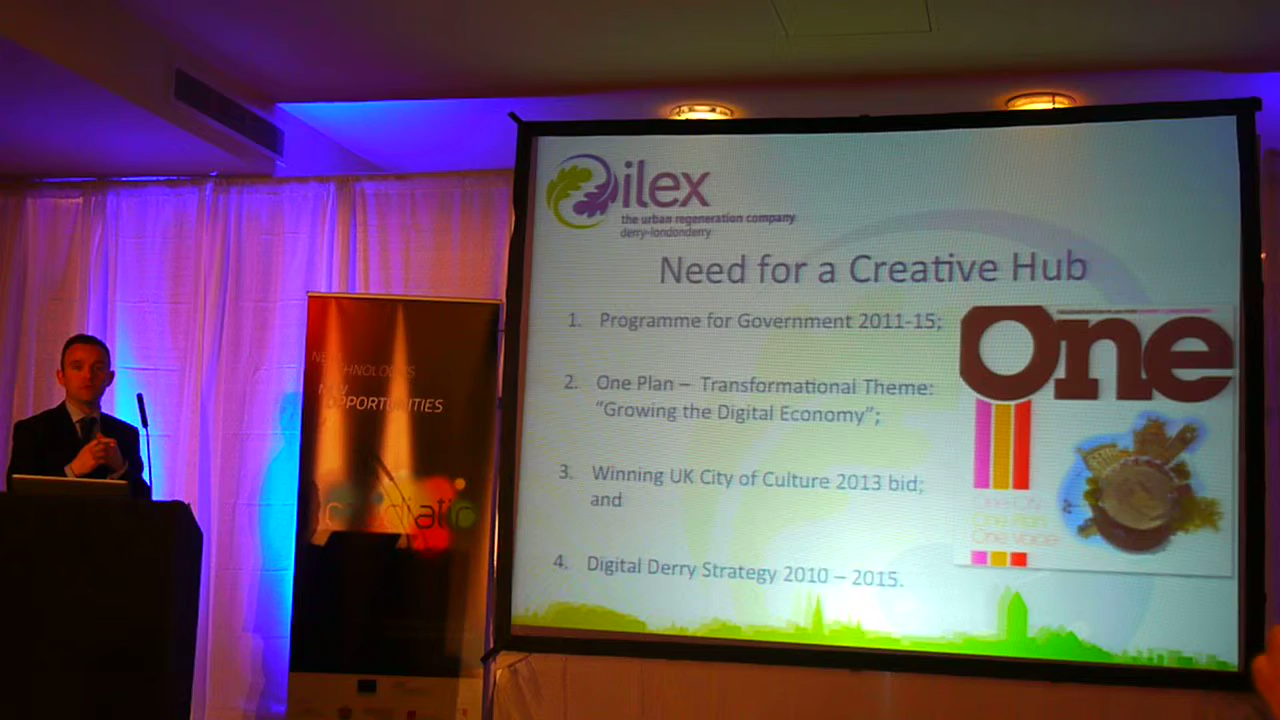 ilex
the urban regeneration company
derry-londonderry
Need for a Creative Hub
1. Programme for Government 2011-15;
2. One Plan – Transformational Theme:
"Growing the Digital Economy";
3. Winning UK City of Culture 2013 bid;
and
4. Digital Derry Strategy 2010 – 2015.
One
One City
One Plan
One Voice
OPPORTUNITIES